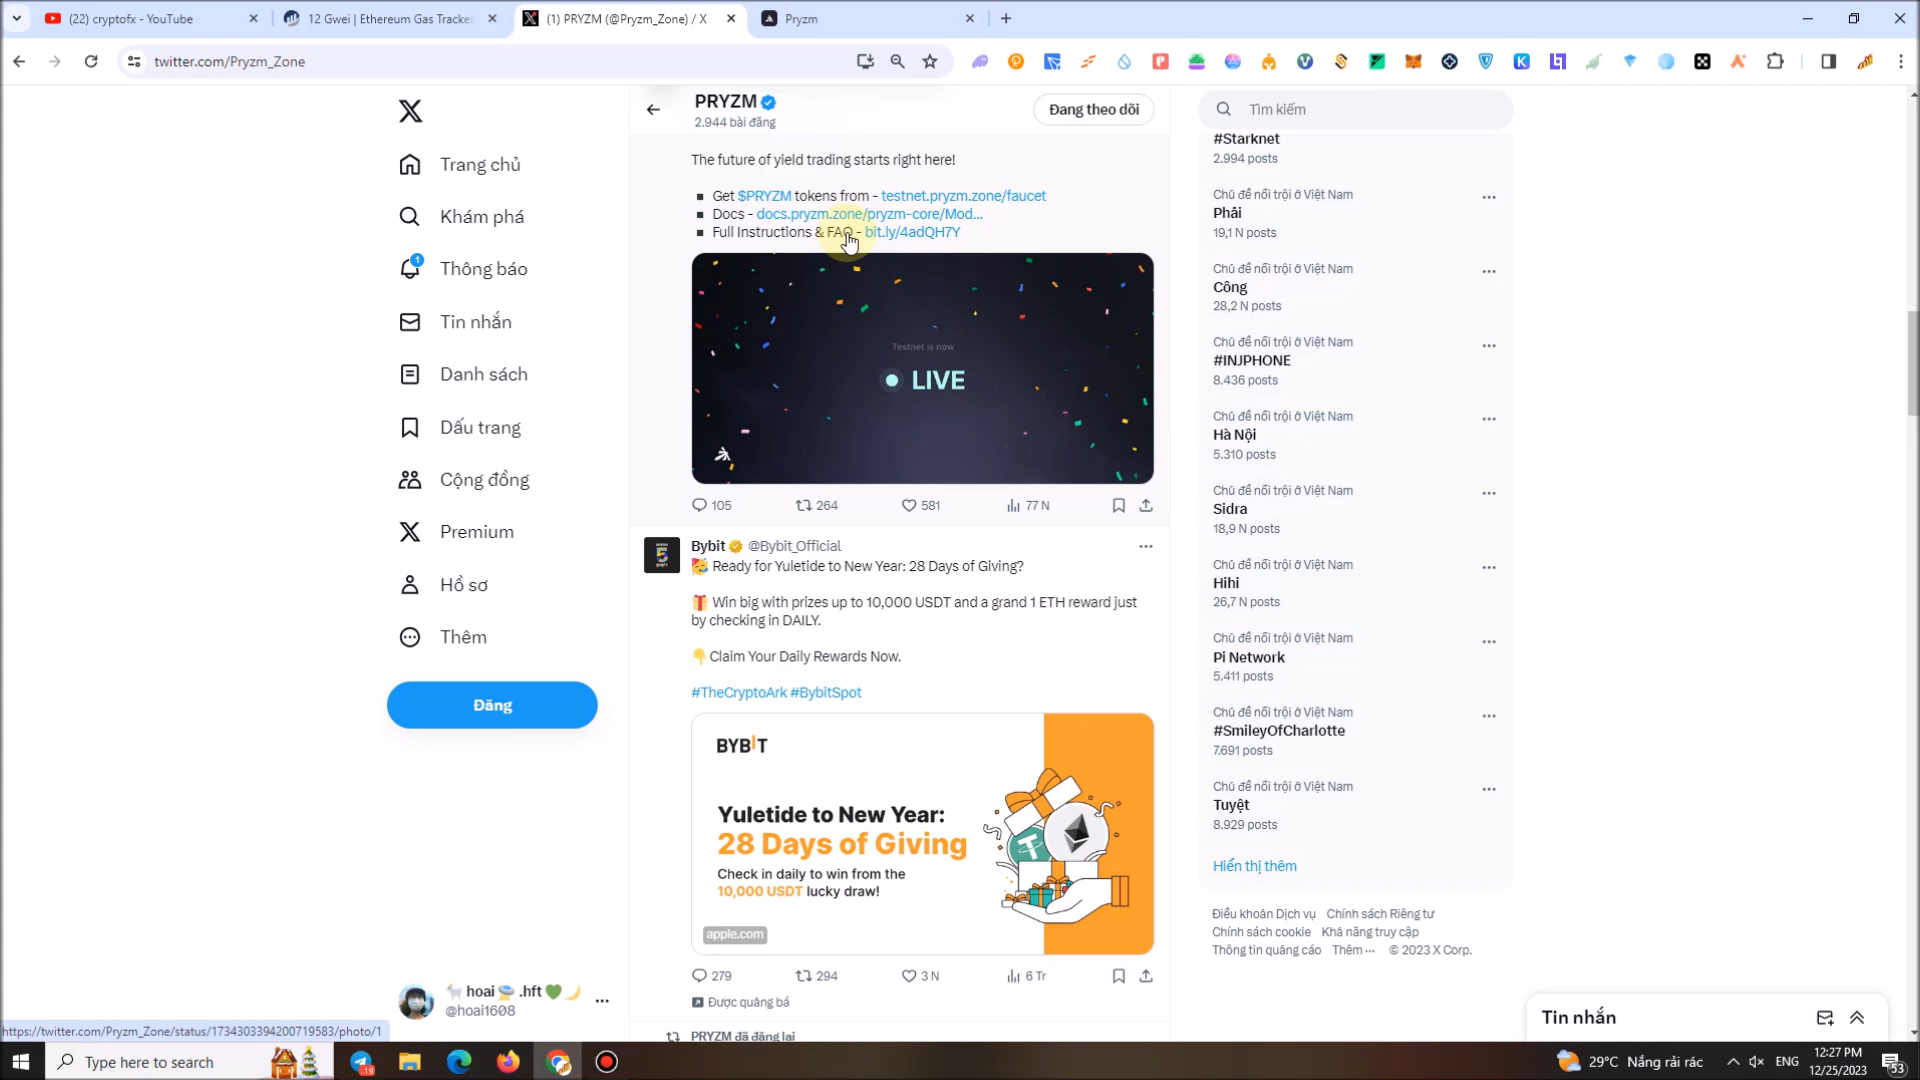 (22) cryptofx - YouTube
12 Gwei | Ethereum Gas Tracker
(1) PRYZM (@Pryzm_Zone) / X
Pryzm
twitter.com/Pryzm_Zone
PRYZM
2.944 bài đăng
Đang theo dõi
Tìm kiếm
Trang chủ
Khám phá
1
Thông báo
Tin nhắn
Danh sách
Dấu trang
Cộng đồng
Premium
Hồ sơ
Thêm
Đăng
hoai .hft
@hoai1608
The future of yield trading starts right here!
Get $PRYZM tokens from - testnet.pryzm.zone/faucet
Docs - docs.pryzm.zone/pryzm-core/Mod...
Full Instructions & FAQ - bit.ly/4adQH7Y
Testnet is now
LIVE
105
264
581
77 N
Bybit @Bybit_Official
Ready for Yuletide to New Year: 28 Days of Giving?
Win big with prizes up to 10,000 USDT and a grand 1 ETH reward just
by checking in DAILY.
Claim Your Daily Rewards Now.
#TheCryptoArk #BybitSpot
BYBIT
Yuletide to New Year:
28 Days of Giving
Check in daily to win from the
10,000 USDT lucky draw!
apple.com
279
294
3 N
6 Tr
Được quảng bá
PRYZM đã đăng lại
#Starknet
2.994 posts
Chủ đề nổi trội ở Việt Nam
Phải
19,1 N posts
Chủ đề nổi trội ở Việt Nam
Công
28,2 N posts
Chủ đề nổi trội ở Việt Nam
#INJPHONE
8.436 posts
Chủ đề nổi trội ở Việt Nam
Hà Nội
5.310 posts
Chủ đề nổi trội ở Việt Nam
Sidra
18,9 N posts
Chủ đề nổi trội ở Việt Nam
Hihi
26,7 N posts
Chủ đề nổi trội ở Việt Nam
Pi Network
5.411 posts
Chủ đề nổi trội ở Việt Nam
#SmileyOfCharlotte
7.691 posts
Chủ đề nổi trội ở Việt Nam
Tuyệt
8.929 posts
Hiển thị thêm
Điều khoản Dịch vụ Chính sách Riêng tư
Chính sách cookie Khả năng truy cập
Thông tin quảng cáo Thêm ··· © 2023 X Corp.
Tin nhắn
https://twitter.com/Pryzm_Zone/status/1734303394200719583/photo/1
Type here to search
19
29°C Nắng rải rác
ENG
12:27 PM
12/25/2023
53